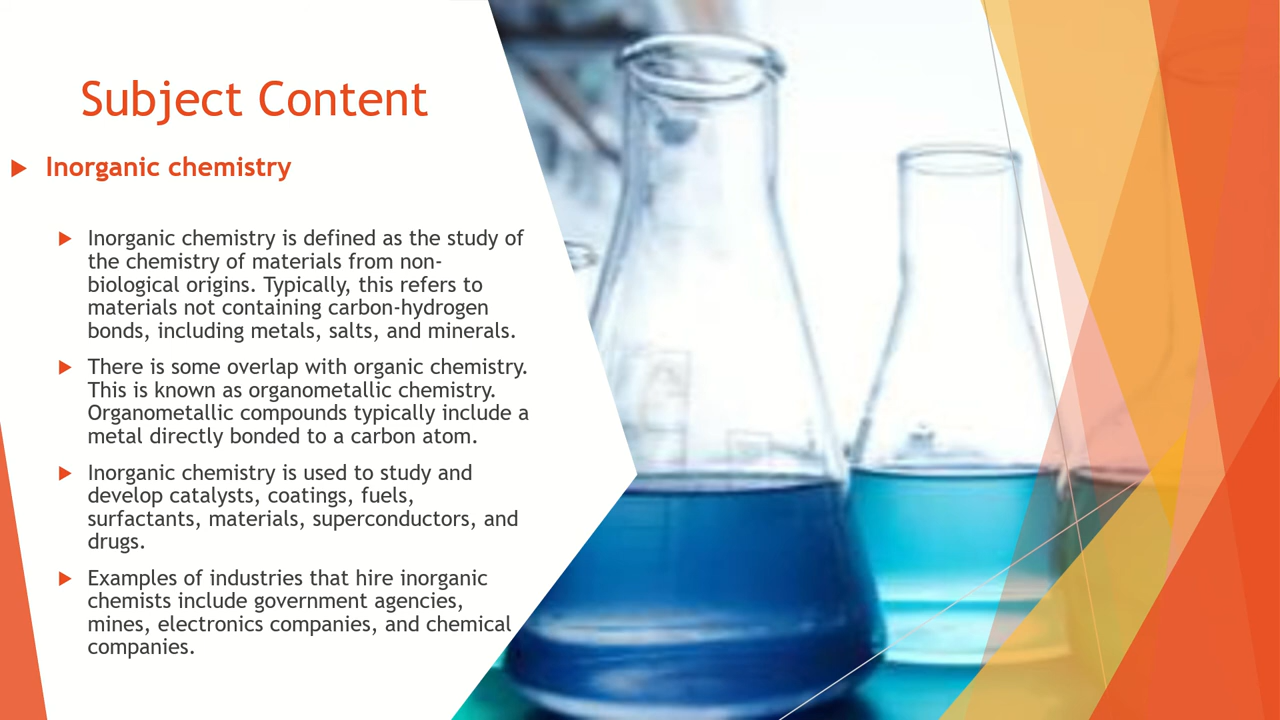 Subject Content
Inorganic chemistry
Inorganic chemistry is defined as the study of
the chemistry of materials from non-
biological origins. Typically, this refers to
materials not containing carbon-hydrogen
bonds, including metals, salts, and minerals.
There is some overlap with organic chemistry.
This is known as organometallic chemistry.
Organometallic compounds typically include a
metal directly bonded to a carbon atom.
Inorganic chemistry is used to study and
develop catalysts, coatings, fuels,
surfactants, materials, superconductors, and
drugs.
Examples of industries that hire inorganic
chemists include government agencies,
mines, electronics companies, and chemical
companies.